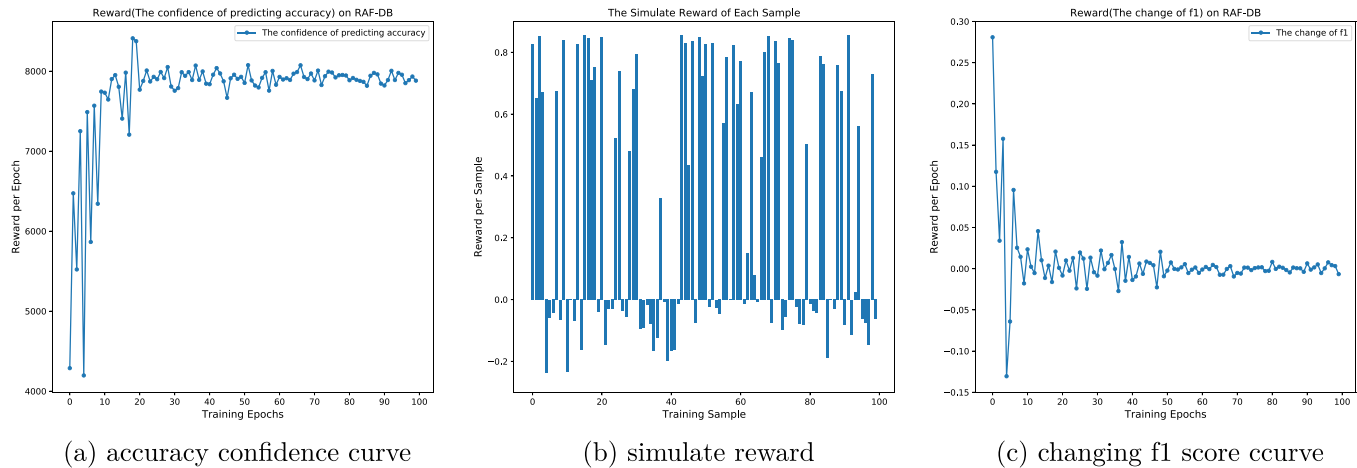 Reward(The confidence of predicting accuracy) on RAF-DB
The confidence of predicting accuracy
Reward per Epoch
8000
7000
6000
5000
4000
0 10 20 30 40 50 60 70 80 90 100
Training Epochs
(a) accuracy confidence curve
The Simulate Reward of Each Sample
Reward per Sample
0.8
0.6
0.4
0.2
0.0
−0.2
0 20 40 60 80 100
Training Sample
(b) simulate reward
Reward(The change of f1) on RAF-DB
The change of f1
Reward per Epoch
0.30
0.25
0.20
0.15
0.10
0.05
0.00
−0.05
−0.10
−0.15
0 10 20 30 40 50 60 70 80 90 100
Training Epochs
(c) changing f1 score ccurve